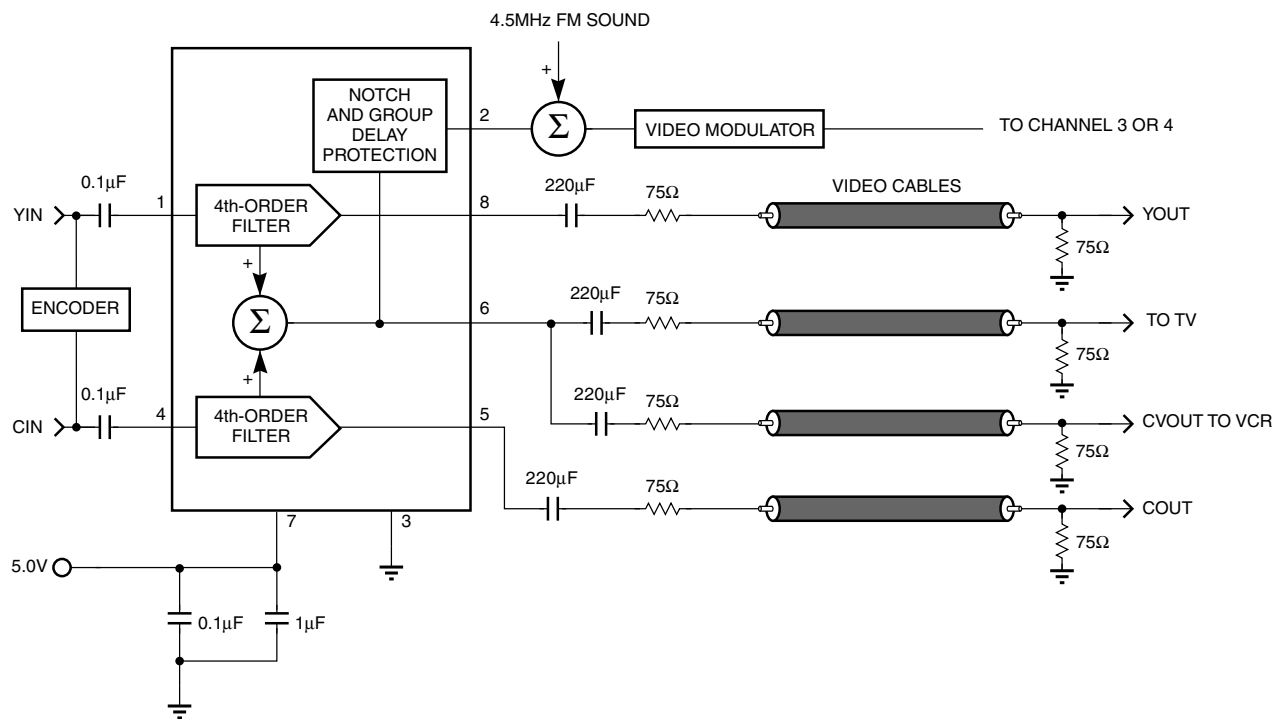 4.5MHz FM SOUND
+
NOTCH
AND GROUP
DELAY
PROTECTION
2
Σ
VIDEO MODULATOR
TO CHANNEL 3 OR 4
YIN
0.1µF
1
4th-ORDER
FILTER
8
220µF
75Ω
VIDEO CABLES
YOUT
75Ω
+
ENCODER
Σ
6
220µF
75Ω
TO TV
75Ω
+
CIN
0.1µF
4
4th-ORDER
FILTER
5
220µF
75Ω
CVOUT TO VCR
75Ω
220µF
75Ω
COUT
75Ω
7
3
5.0V
0.1µF
1µF